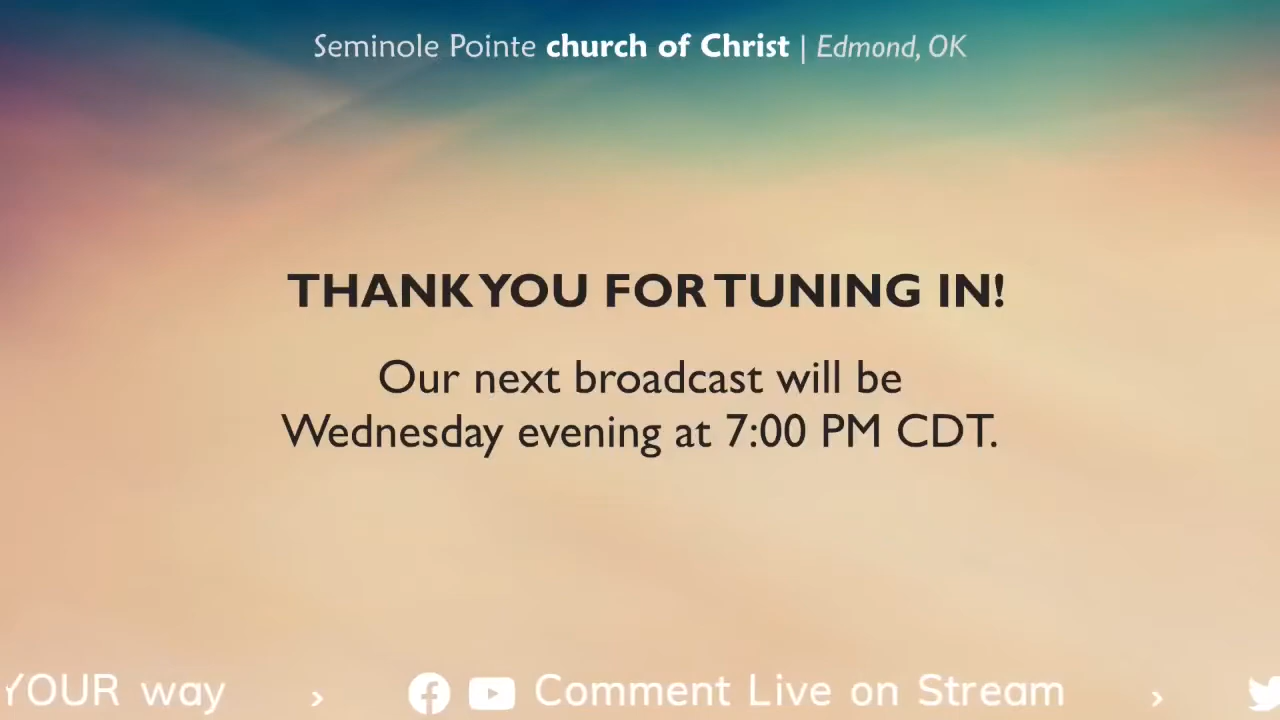 Seminole Pointe church of Christ | Edmond, OK
THANK YOU FOR TUNING IN!
Our next broadcast will be
Wednesday evening at 7:00 PM CDT.
YOUR way › Comment Live on Stream ›